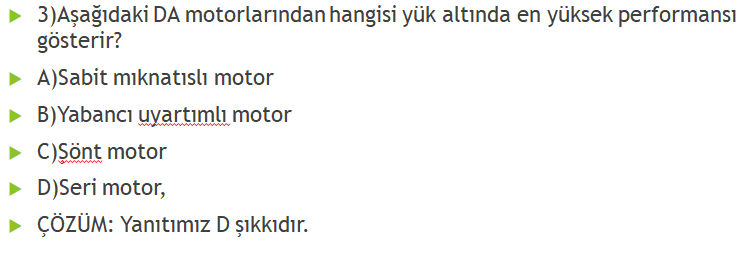 3)Aşağıdaki DA motorlarından hangisi yük altında en yüksek performansı
gösterir?
A)Sabit mıknatıslı motor
B)Yabancı uyartımlı motor
C)Şönt motor
D)Seri motor,
ÇÖZÜM: Yanıtımız D şıkkıdır.